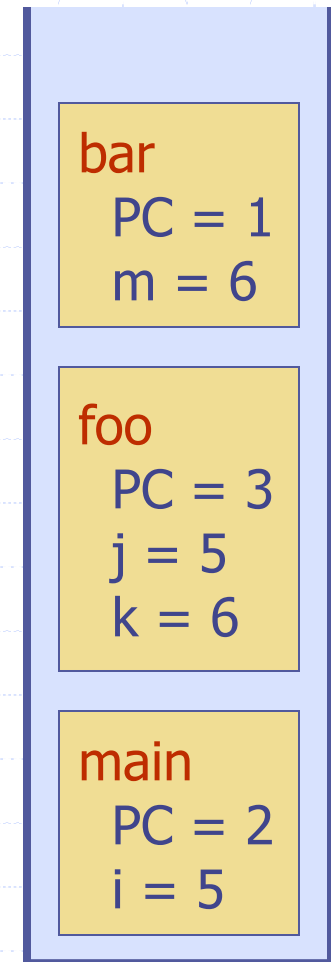 bar
PC = 1
m = 6
foo
PC = 3
j = 5
k = 6
main
PC = 2
i = 5